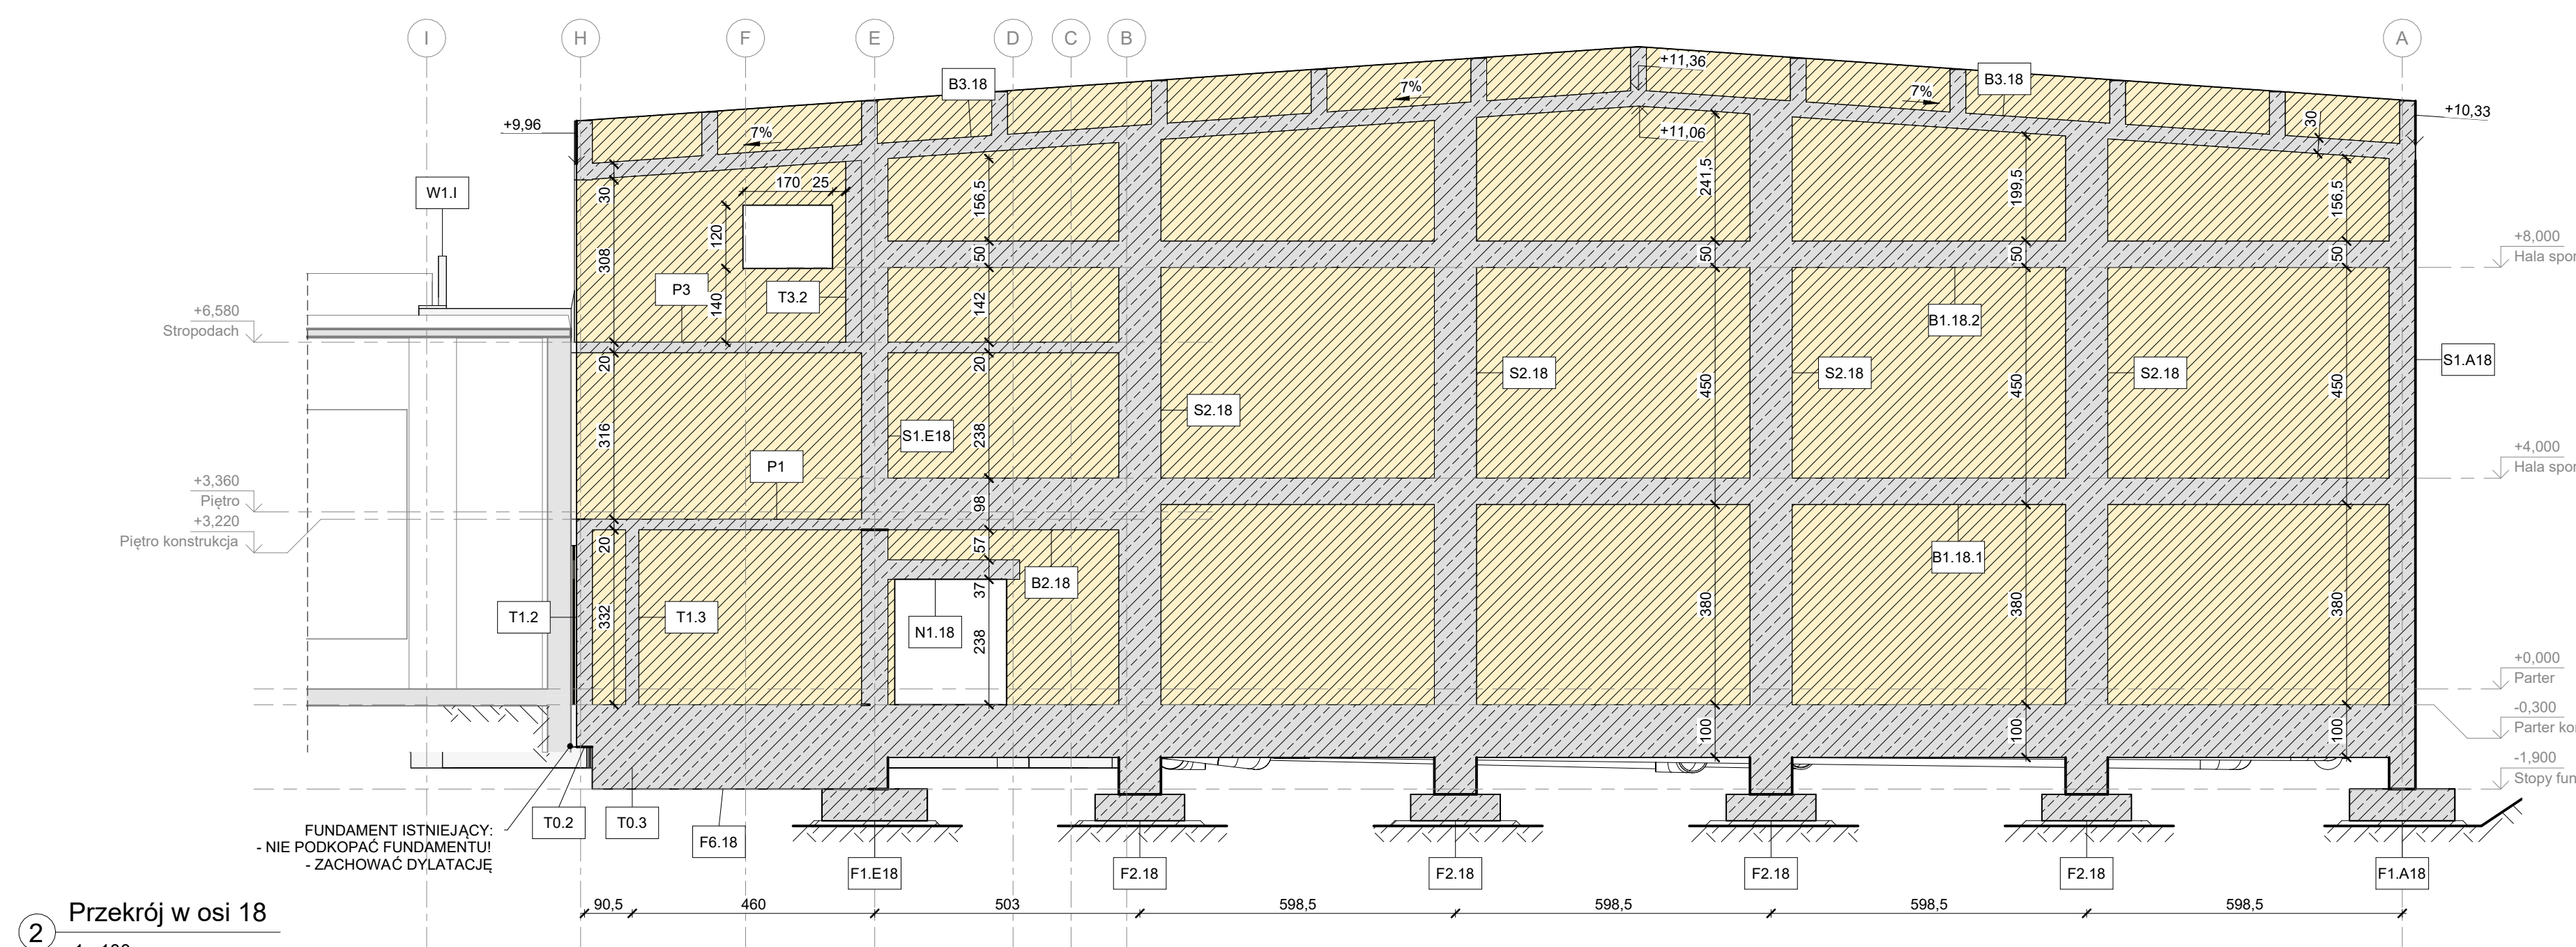 I
H
F
E
D
C
B
A
B3.18
B3.18
+11,36
+11,06
+9,96
+10,33
7%
7%
7%
30
W1.I
170
25
120
140
30
308
156,5
241,5
199,5
156,5
P3
T3.2
50
50
50
50
142
+8,000
+6,580
Stropodach
B1.18.2
20
20
S2.18
S2.18
S2.18
S2.18
S1.A18
S1.E18
316
238
450
450
450
P1
+4,000
+3,360
Piętro
+3,220
Piętro konstrukcja
98
20
57
37
B2.18
B1.18.1
T1.2
332
T1.3
N1.18
238
380
380
380
+0,000
Parter
-0,300
Parter
100
100
100
-1,900
Stopy
T0.2
T0.3
F6.18
FUNDAMENT ISTNIEJĄCY:
- NIE PODKOPAĆ FUNDAMENTU!
- ZACHOWAĆ DYLATACJĘ
F1.E18
F2.18
F2.18
F2.18
F2.18
F1.A18
90,5
460
503
598,5
598,5
598,5
598,5
2
Przekrój w osi 18